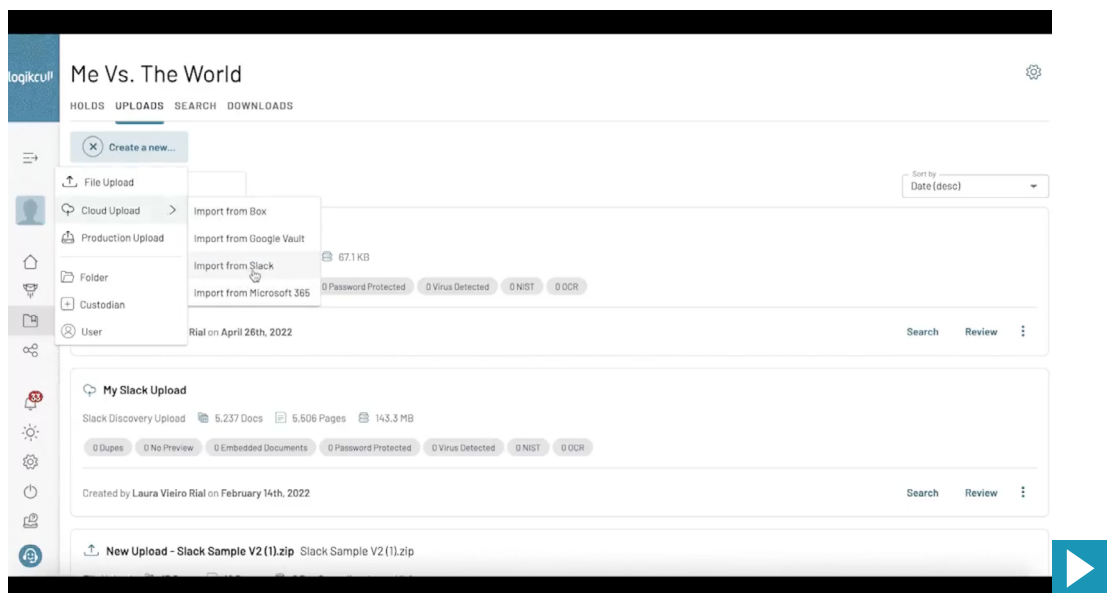 logikcull
Me Vs. The World
HOLDS UPLOADS SEARCH DOWNLOADS
Create a new...
Sort by
Date (desc)
File Upload
Cloud Upload
Production Upload
Folder
Custodian
User
Import from Box
Import from Google Vault
Import from Slack
Import from Microsoft 365
67.1 KB
0 Password Protected 0 Virus Detected 0 NIST 0 OCR
Rial on April 26th, 2022 Search Review
33
My Slack Upload
Slack Discovery Upload 5,237 Docs 5,506 Pages 143.3 MB
0 Dupes 0 No Preview 0 Embedded Documents 0 Password Protected 0 Virus Detected 0 NIST 0 OCR
Created by Laura Vieiro Rial on February 14th, 2022 Search Review
New Upload - Slack Sample V2 (1).zip Slack Sample V2 (1).zip